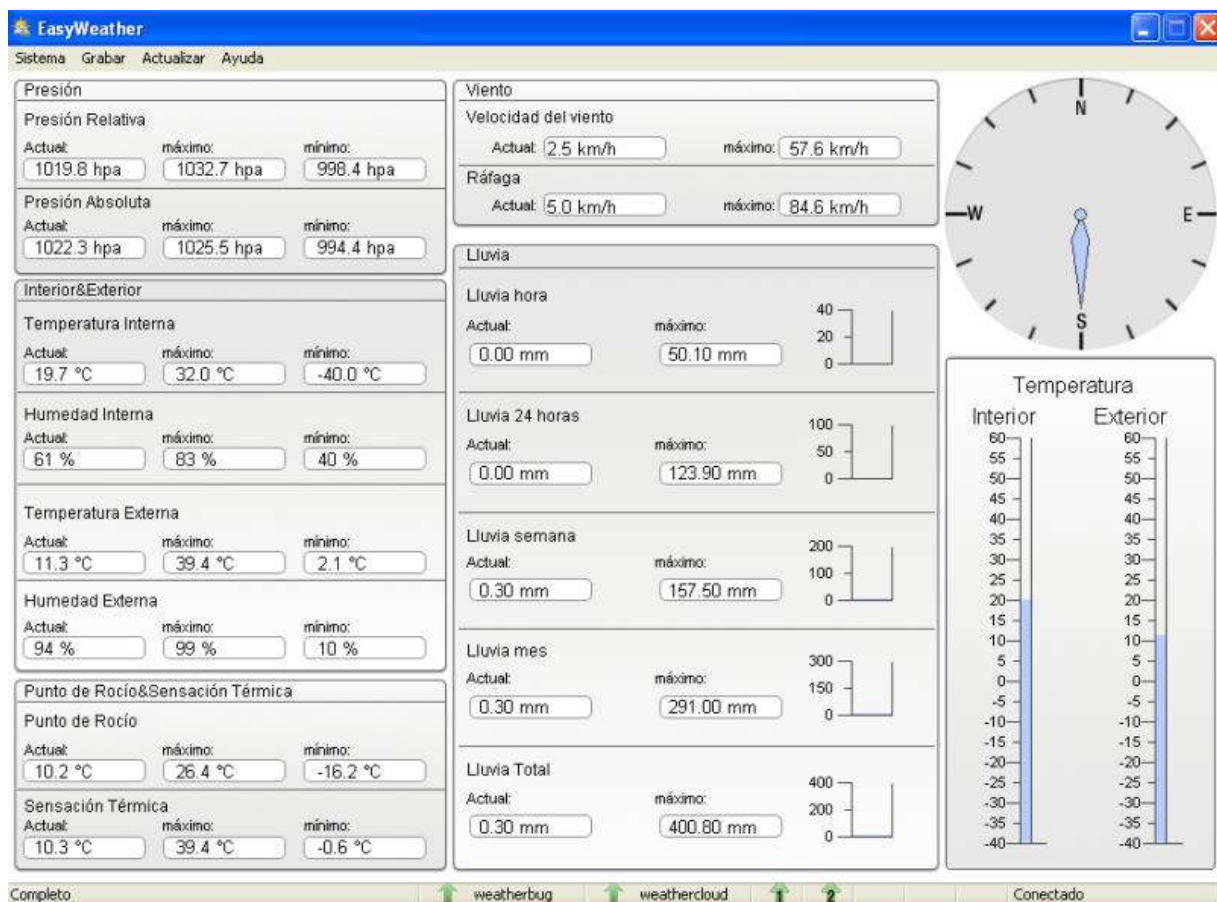 EasyWeather
Sistema Grabar Actualizar Ayuda
Presión
Presión Relativa
Actual: máximo: mínimo:
1019.8 hpa 1032.7 hpa 998.4 hpa
Presión Absoluta
Actual: máximo: mínimo:
1022.3 hpa 1025.5 hpa 994.4 hpa
Interior&Exterior
Temperatura Interna
Actual: máximo: mínimo:
19.7 °C 32.0 °C -40.0 °C
Humedad Interna
Actual: máximo: mínimo:
61 % 83 % 40 %
Temperatura Externa
Actual: máximo: mínimo:
11.3 °C 39.4 °C 2.1 °C
Humedad Externa
Actual: máximo: mínimo:
94 % 99 % 10 %
Punto de Rocío&Sensación Térmica
Punto de Rocío
Actual: máximo: mínimo:
10.2 °C 26.4 °C -16.2 °C
Sensación Térmica
Actual: máximo: mínimo:
10.3 °C 39.4 °C -0.6 °C
Viento
Velocidad del viento
Actual: 2.5 km/h máximo: 57.6 km/h
Ráfaga
Actual: 5.0 km/h máximo: 84.6 km/h
Lluvia
Lluvia hora
Actual: máximo:
0.00 mm 50.10 mm
40
20
0
Lluvia 24 horas
Actual: máximo:
0.00 mm 123.90 mm
100
50
0
Lluvia semana
Actual: máximo:
0.30 mm 157.50 mm
200
100
0
Lluvia mes
Actual: máximo:
0.30 mm 291.00 mm
300
150
0
Lluvia Total
Actual: máximo:
0.30 mm 400.80 mm
400
200
0
N
W E
S
Temperatura
Interior Exterior
60 60
55 55
50 50
45 45
40 40
35 35
30 30
25 25
20 20
15 15
10 10
5 5
0 0
-5 -5
-10 -10
-15 -15
-20 -20
-25 -25
-30 -30
-35 -35
-40 -40
Completo weatherbug weathercloud 1 2 Conectado